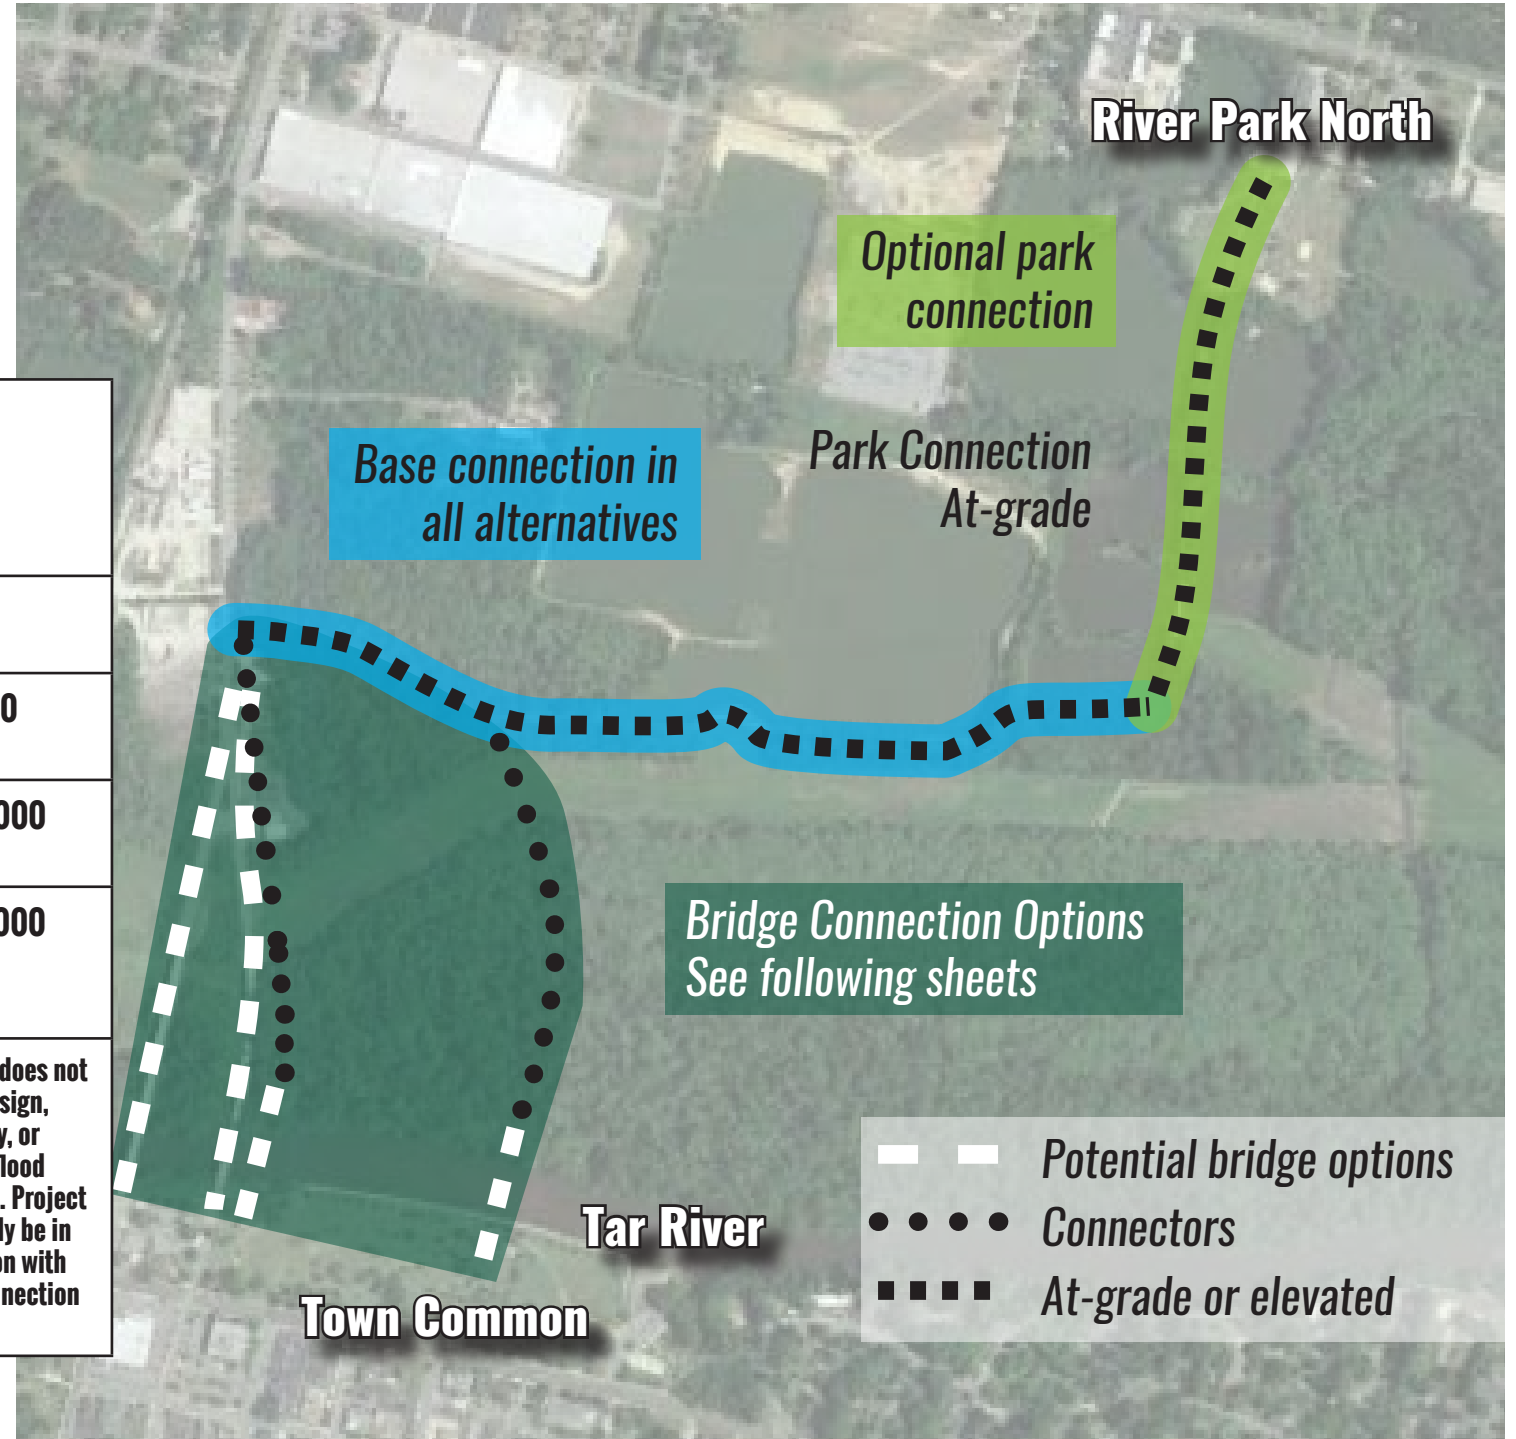 River Park North
Optional park
connection
Base connection in
all alternatives
Park Connection
At-grade
0
000
000
does not
sign,
y, or
lood
. Project
ly be in
on with
nection
Bridge Connection Options
See following sheets
Potential bridge options
Connectors
At-grade or elevated
Tar River
Town Common